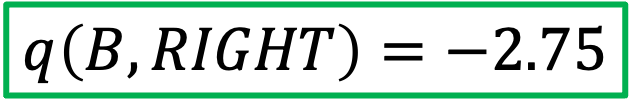 q(B, RIGHT) = −2.75